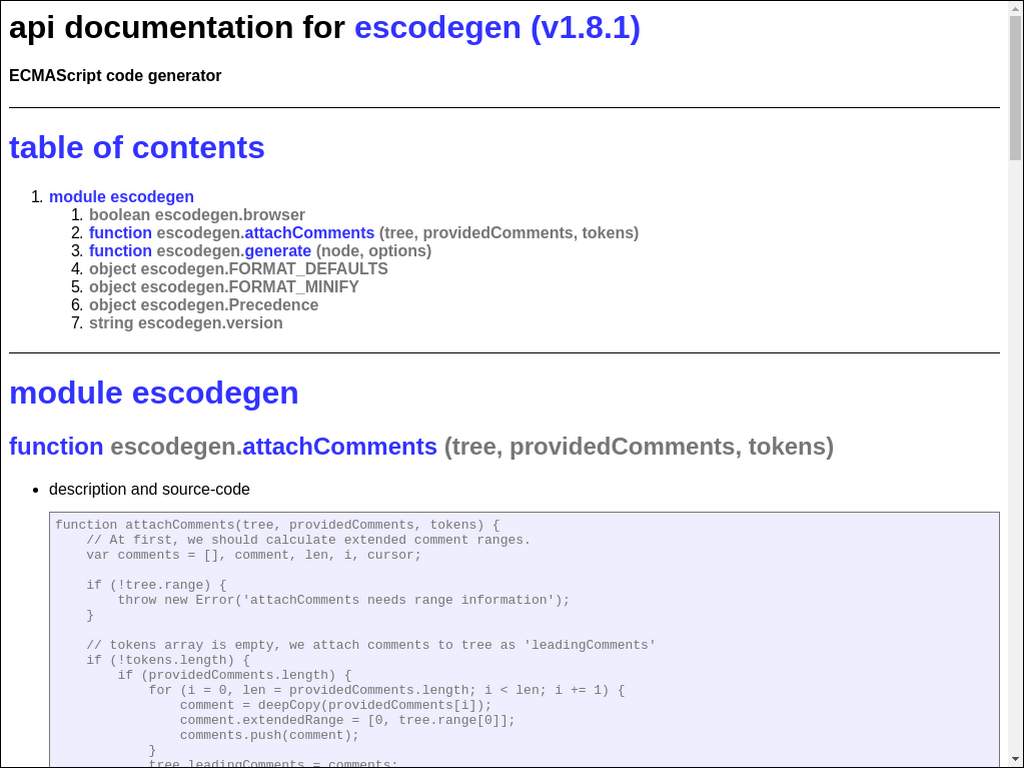 api documentation for escodegen (v1.8.1)
ECMAScript code generator
table of contents
1. module escodegen
1. boolean escodegen.browser
2. function escodegen.attachComments (tree, providedComments, tokens)
3. function escodegen.generate (node, options)
4. object escodegen.FORMAT_DEFAULTS
5. object escodegen.FORMAT_MINIFY
6. object escodegen.Precedence
7. string escodegen.version
module escodegen
function escodegen.attachComments (tree, providedComments, tokens)
• description and source-code
function attachComments(tree, providedComments, tokens) {
    // At first, we should calculate extended comment ranges.
    var comments = [], comment, len, i, cursor;
    if (!tree.range) {
        throw new Error('attachComments needs range information');
    }
    // tokens array is empty, we attach comments to tree as 'leadingComments'
    if (!tokens.length) {
        if (providedComments.length) {
            for (i = 0, len = providedComments.length; i < len; i += 1) {
                comment = deepCopy(providedComments[i]);
                comment.extendedRange = [0, tree.range[0]];
                comments.push(comment);
            }
            tree.leadingComments = comments;